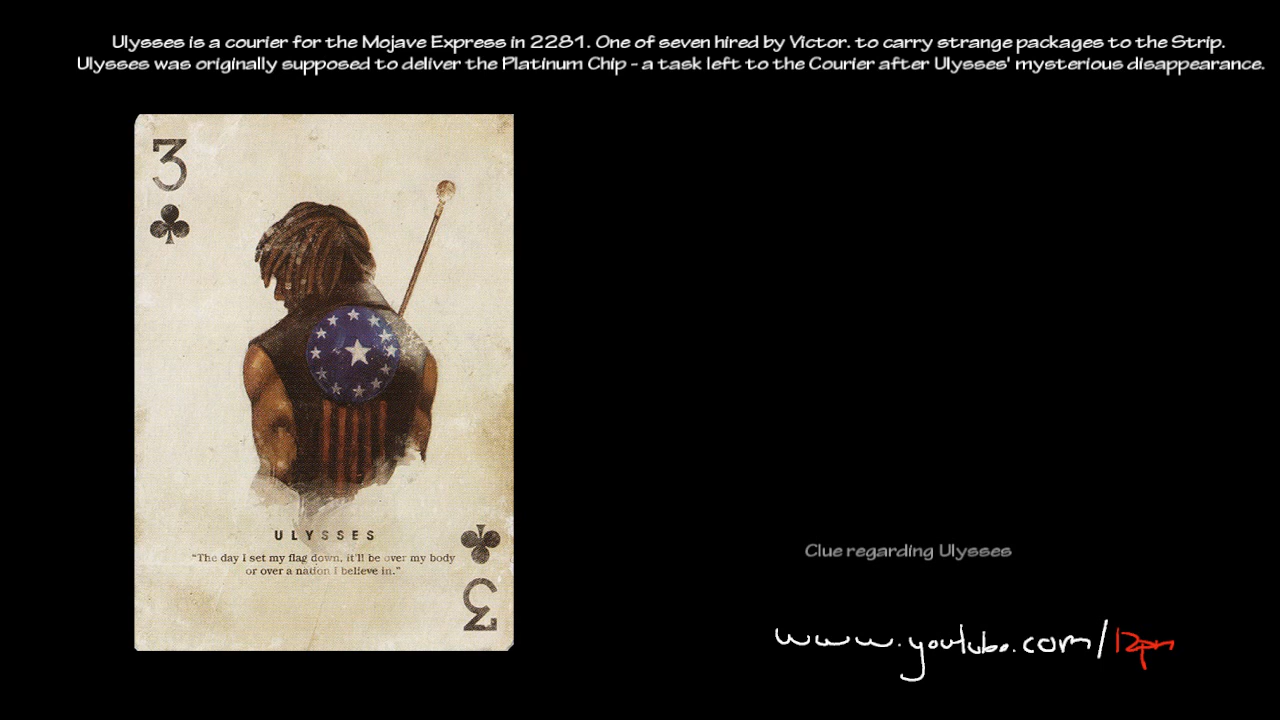 Ulysses is a courier for the Mojave Express in 2281. One of seven hired by Victor. to carry strange packages to the Strip.
Ulysses was originally supposed to deliver the Platinum Chip - a task left to the Courier after Ulysses' mysterious disappearance.
3
ULYSSES
"The day I set my flag down, it'll be over my body
or over a nation I believe in."
3
Clue regarding Ulysses
www.youtube.com/